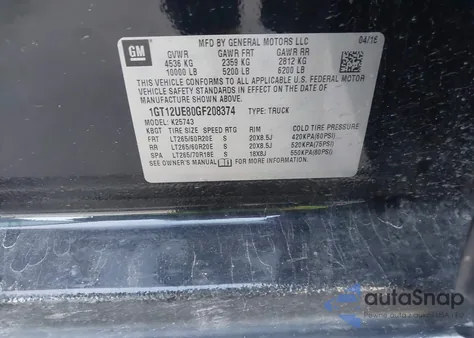 GM
MFD BY GENERAL MOTORS LLC
04/16
GVWR GAWR FRT GAWR RR
4536 KG 2359 KG 2812 KG
10000 LB 5200 LB 6200 LB
THIS VEHICLE CONFORMS TO ALL APPLICABLE U.S.
FEDERAL MOTOR VEHICLE SAFETY STANDARDS IN EFFECT ON THE DATE OF
MANUFACTURE SHOWN ABOVE.
1GT12UE80GF208374 TYPE: TRUCK
MODEL: K25743
TIRE SIZE SPEED RTG RIM COLD TIRE PRESSURE
FRT LT265/60R20E S 20X8.5J 420KPA(60PSI)
RR LT265/60R20E S 20X8.5J 520KPA(75PSI)
SPA LT265/70R18E S 18X8J 550KPA(80PSI)
SEE OWNER'S MANUAL FOR ADDITIONAL INFORMATION.
autoSnap